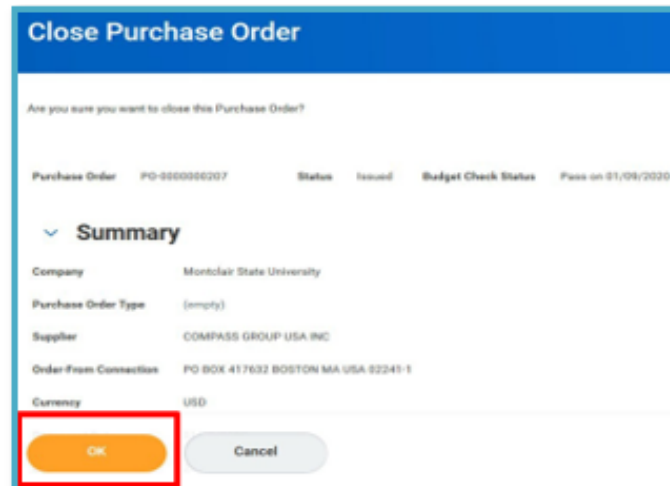 Close Purchase Order
Are you sure you want to close this Purchase Order?
Purchase Order PO-0000000207 Status Issued Budget Check Status Pass on 01/09/2020
Summary
Company Montclair State University
Purchase Order Type (empty)
Supplier COMPASS GROUP USA INC
Order-From Connection PO BOX 417632 BOSTON MA USA 02241-1
Currency USD
OK Cancel